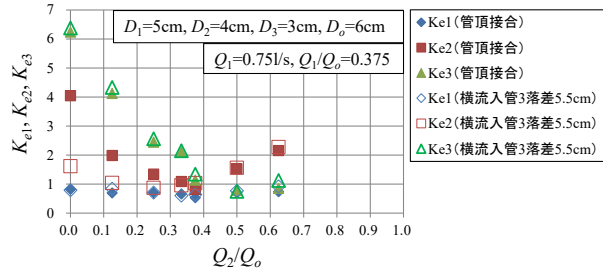 D₁=5cm, D₂=4cm, D₃=3cm, Dₒ=6cm
Q₁=0.75l/s, Q₁/Qₒ=0.375
Kₑ₁, Kₑ₂, Kₑ₃
7
6
5
4
3
2
1
0
0.0 0.1 0.2 0.3 0.4 0.5 0.6 0.7 0.8 0.9 1.0
Q₂/Qₒ
Ke1(管頂接合)
Ke2(管頂接合)
Ke3(管頂接合)
Ke1(横流入管3落差5.5cm)
Ke2(横流入管3落差5.5cm)
Ke3(横流入管3落差5.5cm)